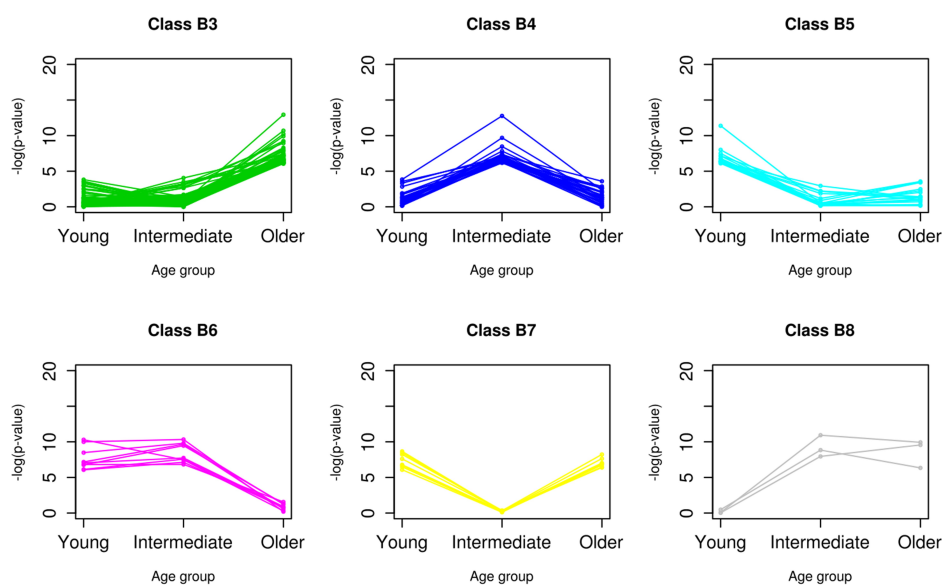 Class B3
20
10
5
0
-log(p-value)
Young Intermediate Older
Age group
Class B4
20
10
5
0
-log(p-value)
Young Intermediate Older
Age group
Class B5
20
10
5
0
-log(p-value)
Young Intermediate Older
Age group
Class B6
20
10
5
0
-log(p-value)
Young Intermediate Older
Age group
Class B7
20
10
5
0
-log(p-value)
Young Intermediate Older
Age group
Class B8
20
10
5
0
-log(p-value)
Young Intermediate Older
Age group